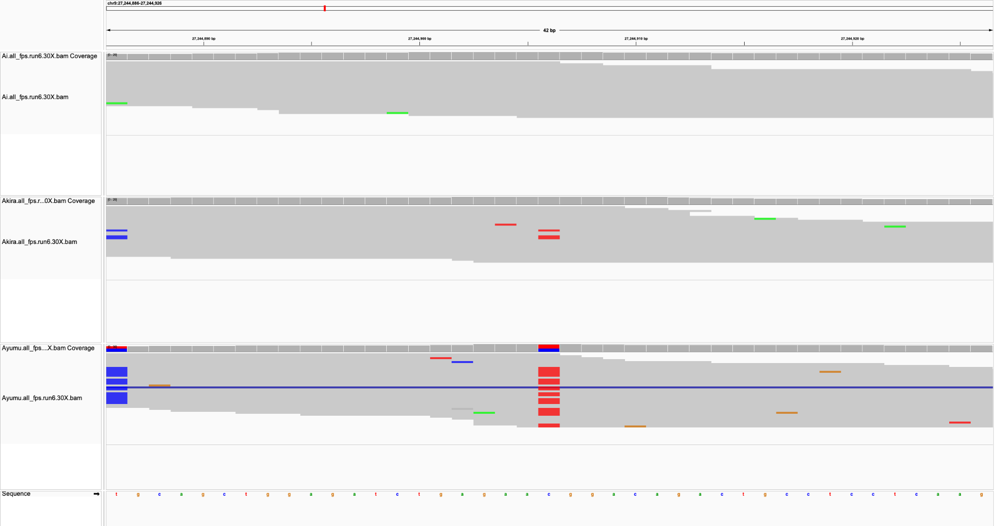 chr9:27,244,886-27,244,926
42 bp
27,244,890 bp 27,244,900 bp 27,244,910 bp 27,244,920 bp
Ai.all_fps.run6.30X.bam Coverage
[0 - 29]
Ai.all_fps.run6.30X.bam
Akira.all_fps.r...0X.bam Coverage
[0 - 29]
Akira.all_fps.run6.30X.bam
Ayumu.all_fps....X.bam Coverage
Ayumu.all_fps.run6.30X.bam
Sequence t g c a g c t g g a g a t c t g a g a a c g g a c a g a c t g c c t c c t c a a g